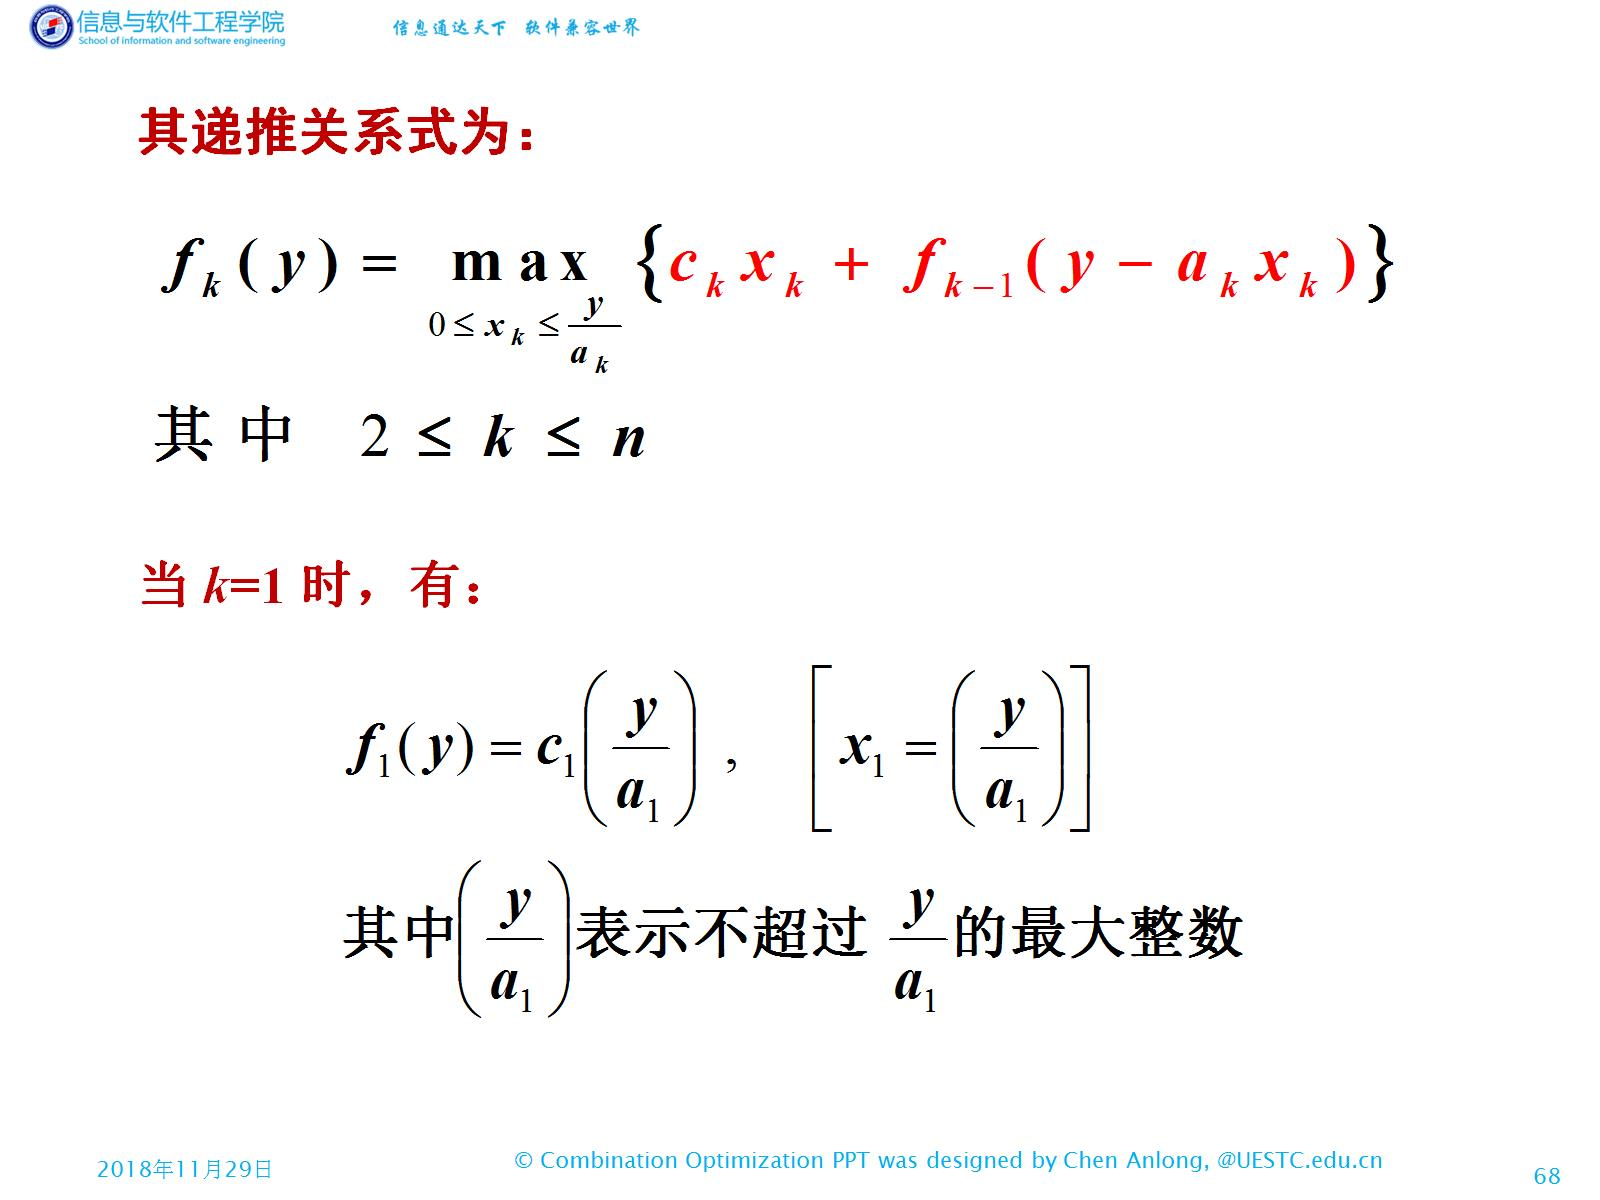 信息与软件工程学院
School of information and software engineering
信息通达天下 软件兼容世界
其递推关系式为：
f_k(y) = max_{0≤x_k≤y/a_k} {c_k x_k + f_{k−1}(y − a_k x_k)}
其中 2 ≤ k ≤ n
当 k=1 时，有：
f_1(y) = c_1(y/a_1) , [x_1 = (y/a_1)]
其中(y/a_1)表示不超过 y/a_1 的最大整数
2018年11月29日
© Combination Optimization PPT was designed by Chen Anlong, @UESTC.edu.cn
68